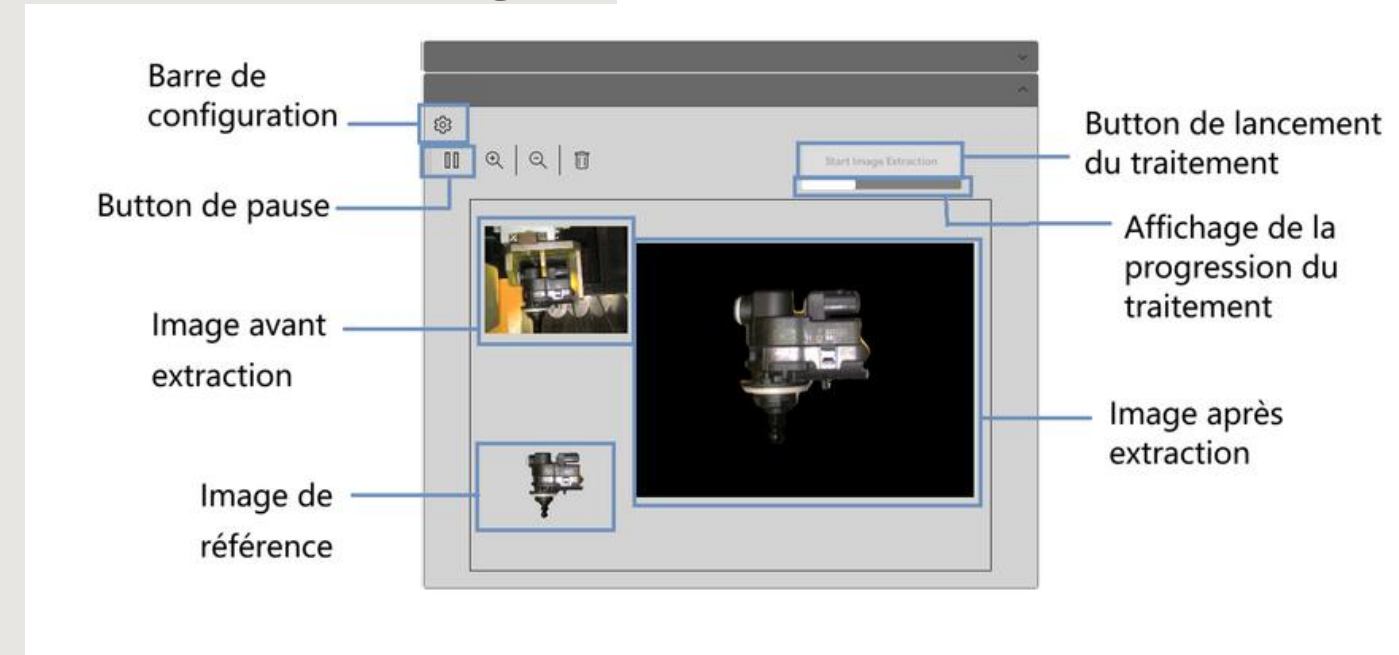 Barre de
configuration
Button de pause
Image avant
extraction
Image de
référence
Start Image Extraction
Button de lancement
du traitement
Affichage de la
progression du
traitement
Image après
extraction